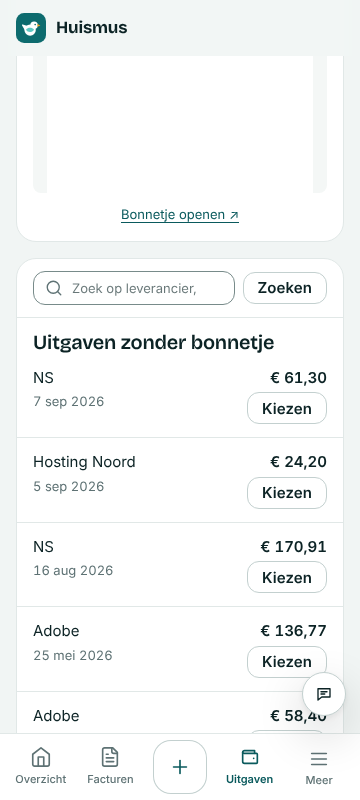 Huismus
Bonnetje openen ↗
Zoek op leverancier,
Zoeken
Uitgaven zonder bonnetje
NS
€ 61,30
7 sep 2026
Kiezen
Hosting Noord
€ 24,20
5 sep 2026
Kiezen
NS
€ 170,91
16 aug 2026
Kiezen
Adobe
€ 136,77
25 mei 2026
Kiezen
Adobe
€ 58,40
Overzicht
Facturen
Uitgaven
Meer